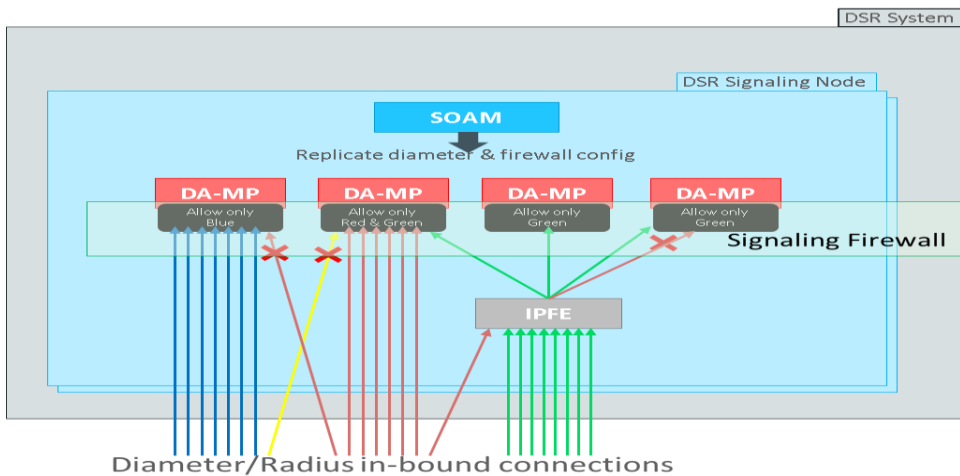 DSR System
DSR Signaling Node
SOAM
Replicate diameter & firewall config
DA-MP
DA-MP
DA-MP
DA-MP
Allow only
Blue
Allow only
Red & Green
Allow only
Green
Allow only
Green
Signaling Firewall
IPFE
Diameter/Radius in-bound connections